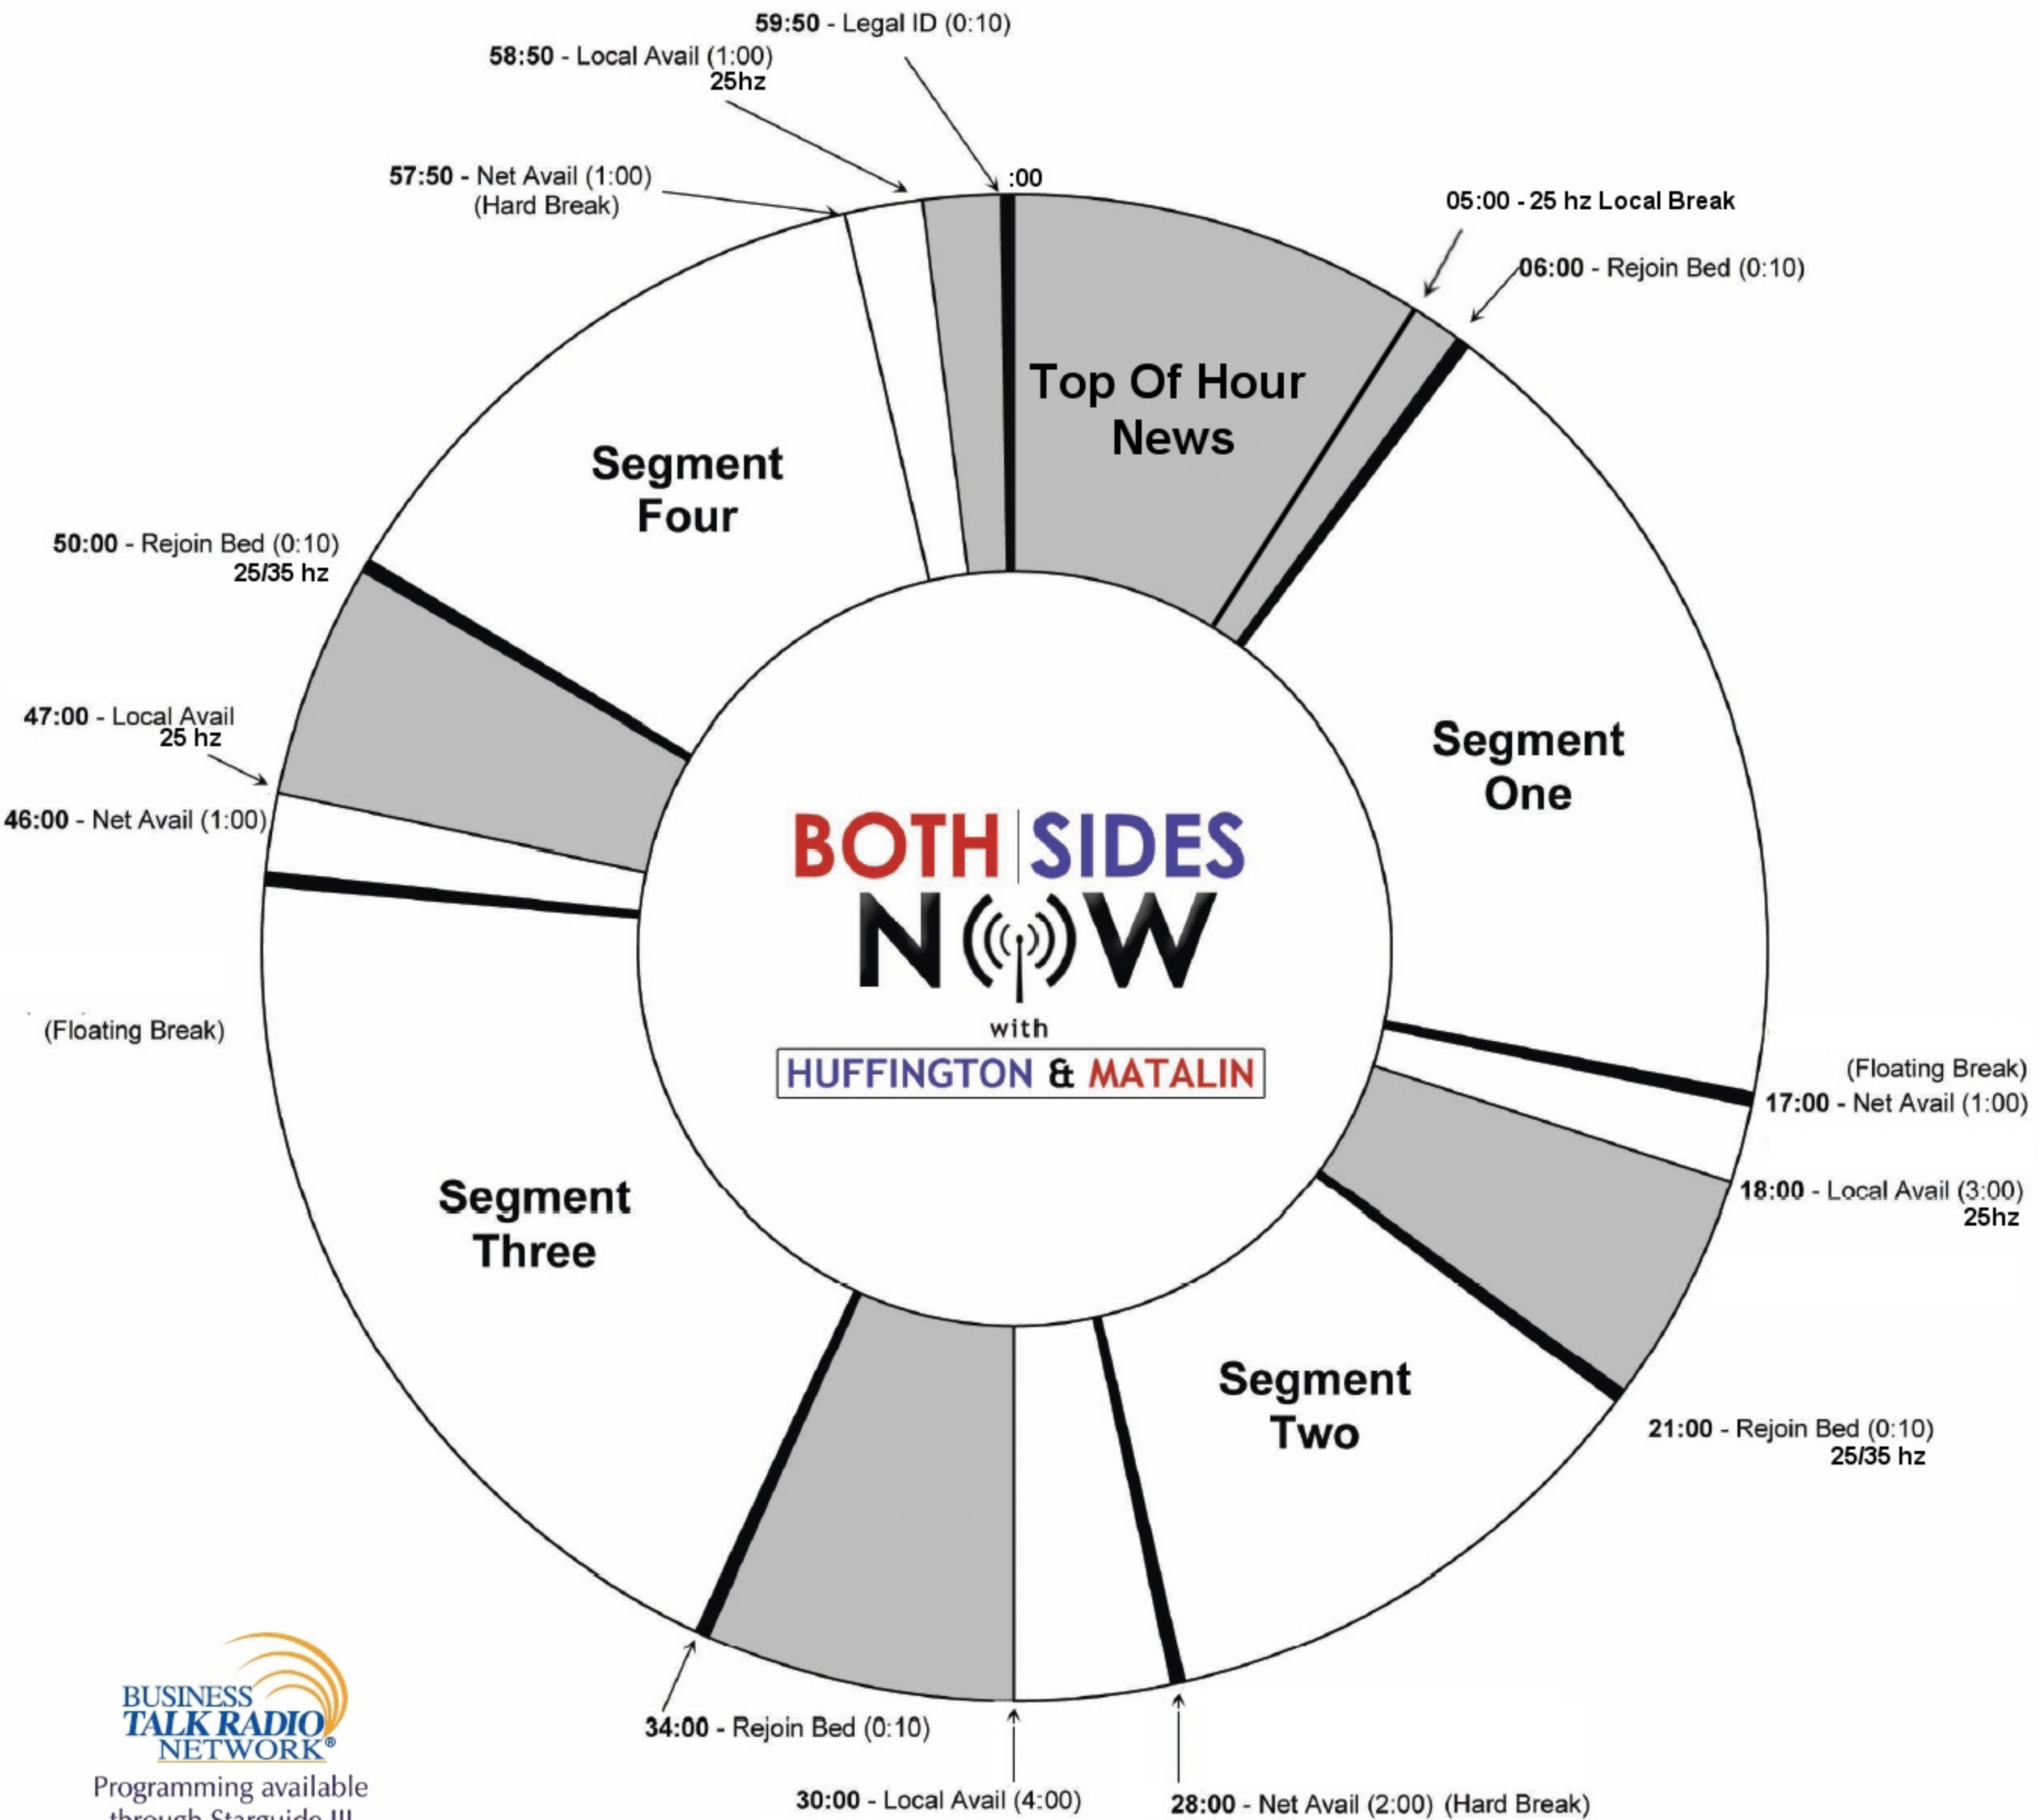 59:50 - Legal ID (0:10)
58:50 - Local Avail (1:00)
25hz
57:50 - Net Avail (1:00)
(Hard Break)
:00
05:00 - 25 hz Local Break
06:00 - Rejoin Bed (0:10)
Top Of Hour
News
Segment
Four
50:00 - Rejoin Bed (0:10)
25/35 hz
47:00 - Local Avail
25 hz
46:00 - Net Avail (1:00)
Segment
One
BOTH SIDES
NOW
with
HUFFINGTON & MATALIN
(Floating Break)
(Floating Break)
17:00 - Net Avail (1:00)
18:00 - Local Avail (3:00)
25hz
Segment
Three
Segment
Two
21:00 - Rejoin Bed (0:10)
25/35 hz
34:00 - Rejoin Bed (0:10)
30:00 - Local Avail (4:00)
28:00 - Net Avail (2:00) (Hard Break)
BUSINESS
TALK RADIO
NETWORK®
Programming available
through Starguide III